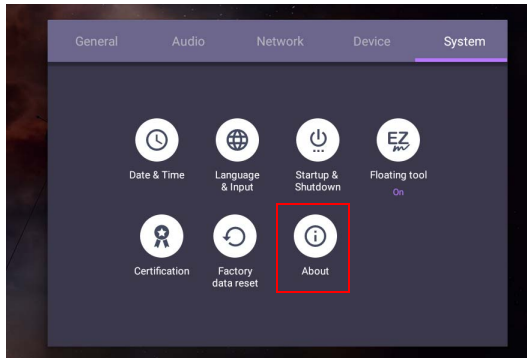 General Audio Network Device System
Date & Time Language Startup & Floating tool
& Input Shutdown On
Certification Factory About
data reset